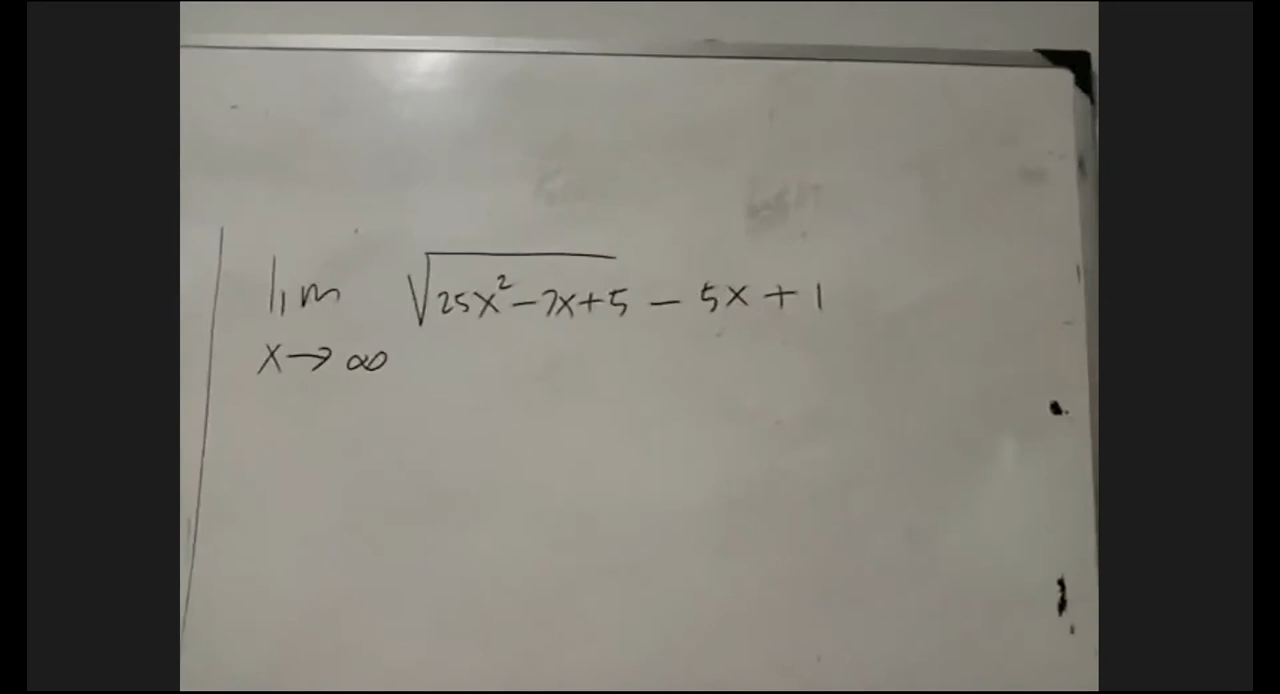 lim √25x²-7x+5 - 5x + 1
x → ∞